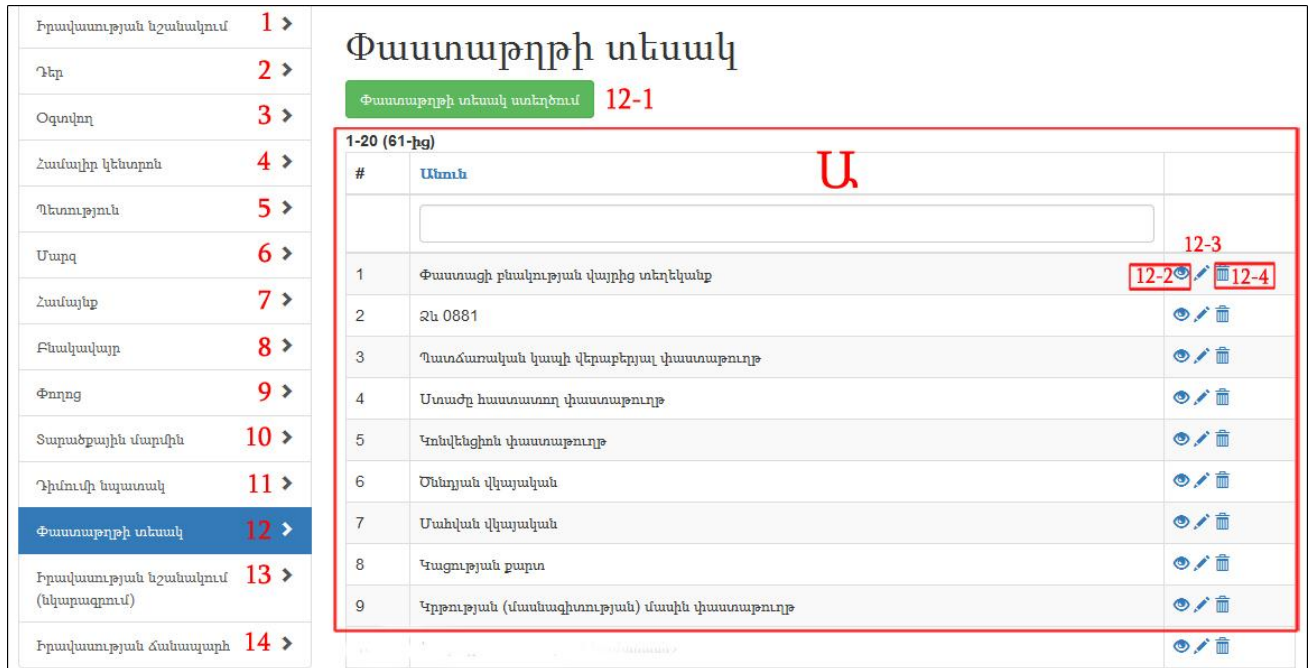 Իրավասության նշանակում 1
Դեր 2
Օգտվող 3
Համալիր կենտրոն 4
Պետություն 5
Մարզ 6
Համայնք 7
Բնակավայր 8
Փողոց 9
Տարածքային մարմին 10
Դիմումի նպատակ 11
Փաստաթղթի տեսակ 12
Իրավասության նշանակում 13
(նկարագրում)
Իրավասության ճանապարհ 14
Փաստաթղթի տեսակ
Փաստաթղթի տեսակ ստեղծում 12-1
1-20 (61-ից)
# Անուն Ա
12-3
1 Փաստացի բնակության վայրից տեղեկանք 12-2 12-4
2 Ձև 0881
3 Պատճառական կապի վերաբերյալ փաստաթուղթ
4 Ստաժը հաստատող փաստաթուղթ
5 Կոնվենցիոն փաստաթուղթ
6 Ծննդյան վկայական
7 Մահվան վկայական
8 Կացության քարտ
9 Կրթության (մասնագիտության) մասին փաստաթուղթ